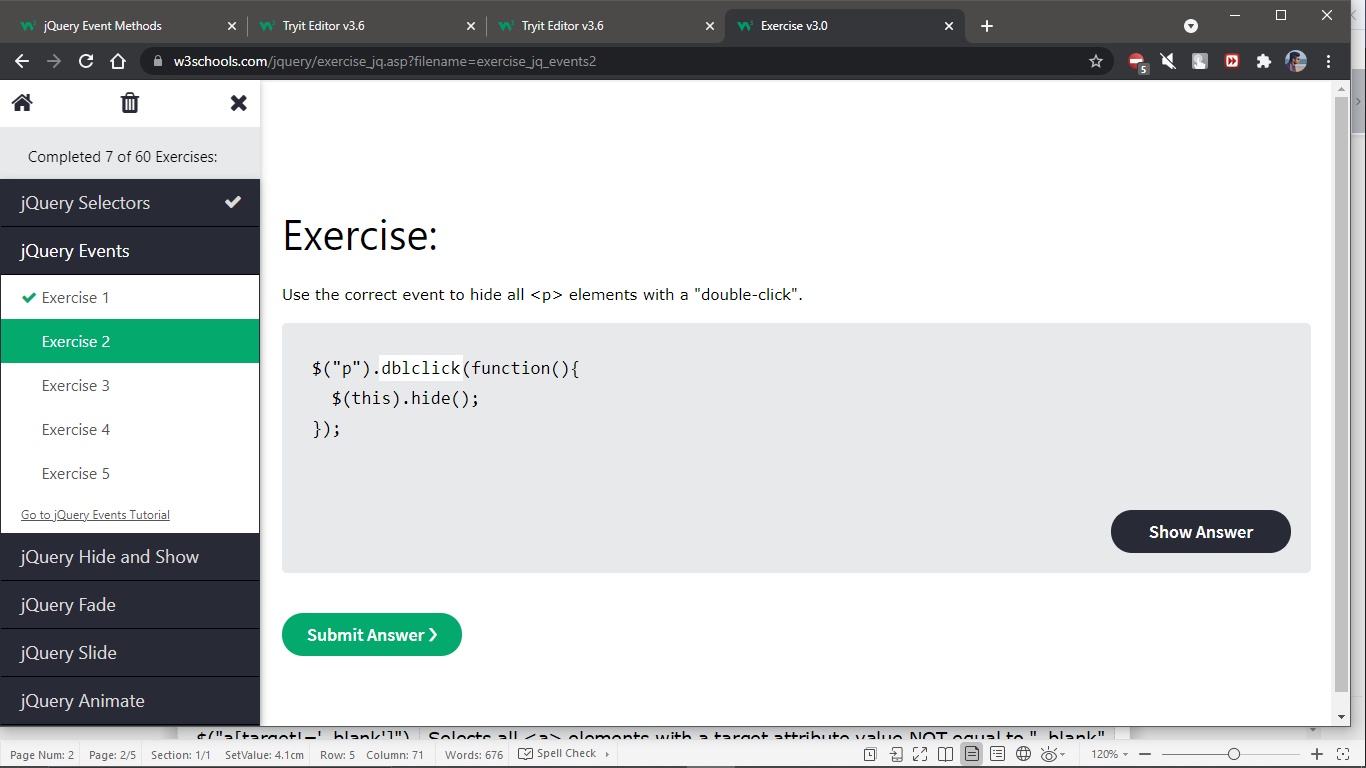 jQuery Event Methods
Tryit Editor v3.6
Tryit Editor v3.6
Exercise v3.0
w3schools.com/jquery/exercise_jq.asp?filename=exercise_jq_events2
5
Completed 7 of 60 Exercises:
jQuery Selectors
jQuery Events
Exercise 1
Exercise 2
Exercise 3
Exercise 4
Exercise 5
Go to jQuery Events Tutorial
jQuery Hide and Show
jQuery Fade
jQuery Slide
jQuery Animate
Exercise:
Use the correct event to hide all <p> elements with a "double-click".
$("p").dblclick(function(){
$(this).hide();
});
Show Answer
Submit Answer ❯
$("a[target!='_blank']") Selects all <a> elements with a target attribute value NOT equal to "_blank"
Page Num: 2 Page: 2/5 Section: 1/1 SetValue: 4.1cm Row: 5 Column: 71 Words: 676 Spell Check 120%